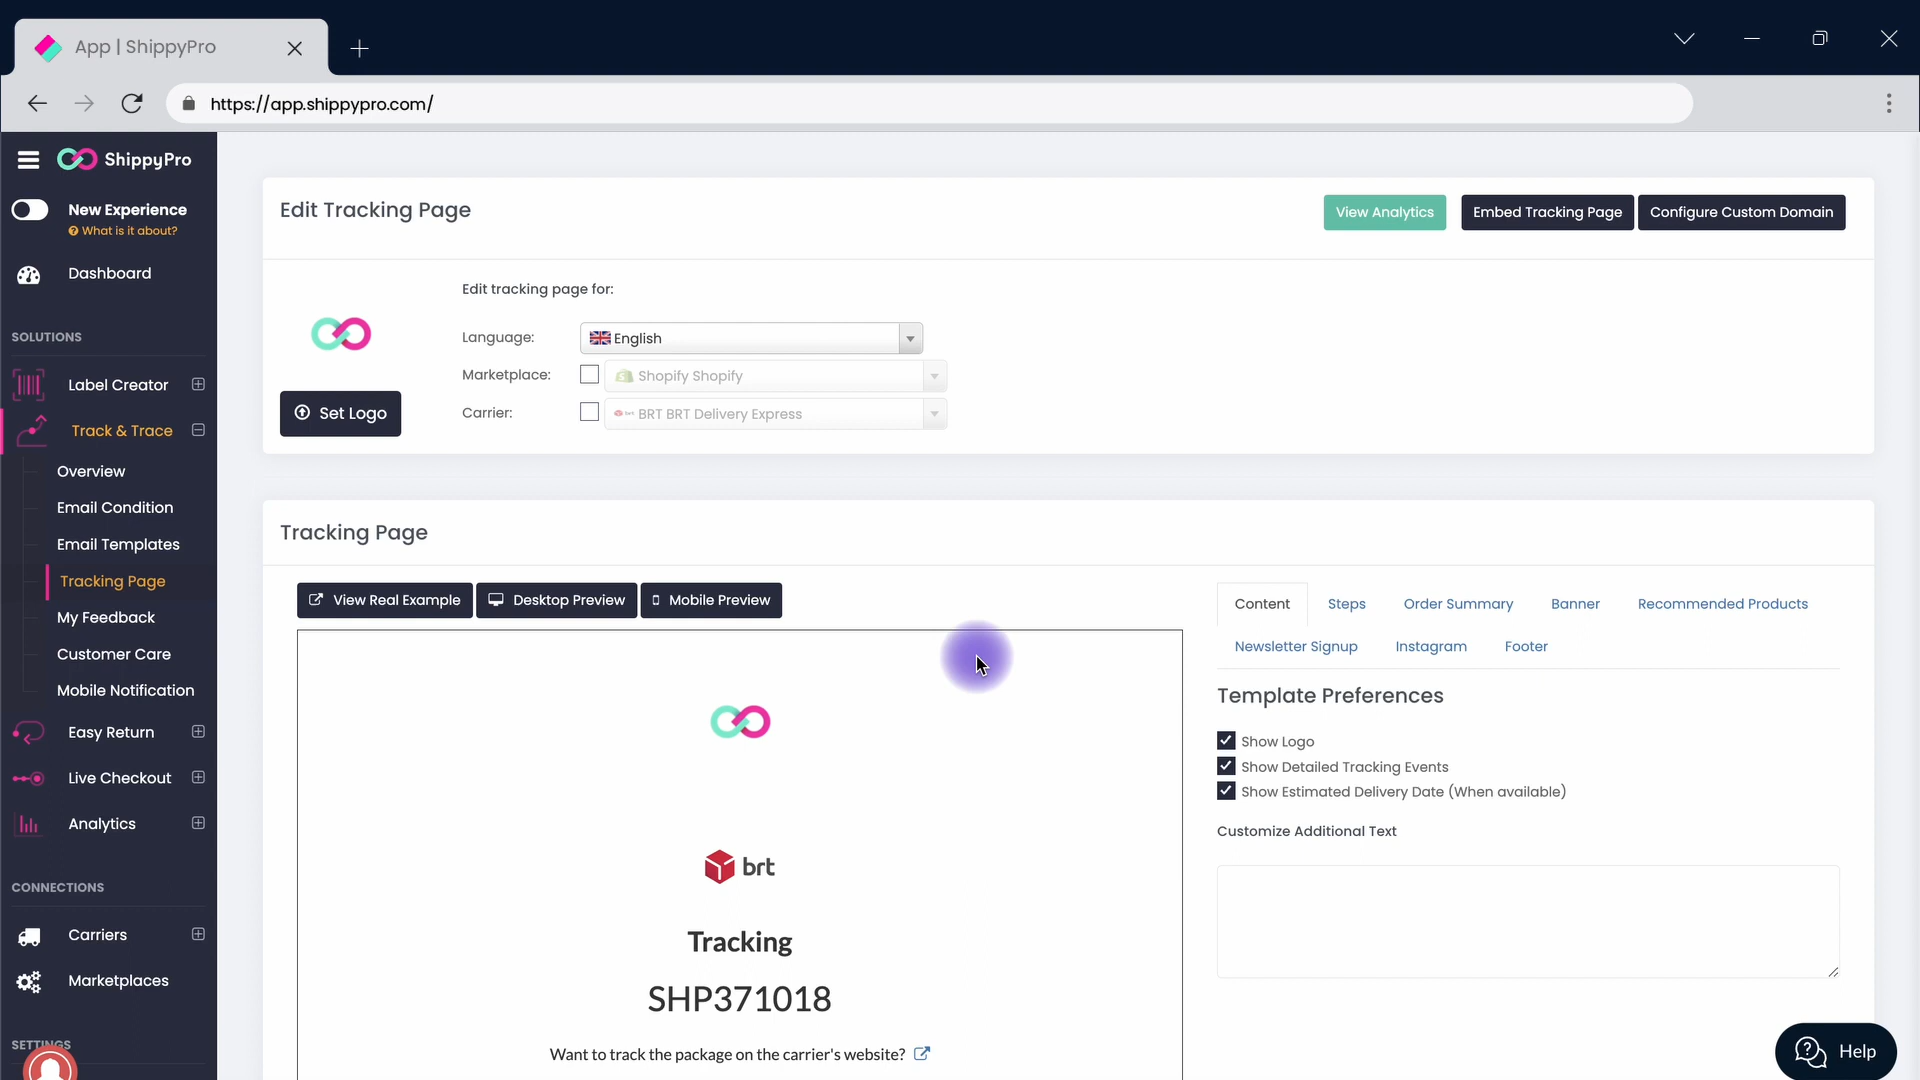 App | ShippyPro
https://app.shippypro.com/
ShippyPro
New Experience
What is it about?
Dashboard
SOLUTIONS
Label Creator
Track & Trace
Overview
Email Condition
Email Templates
Tracking Page
My Feedback
Customer Care
Mobile Notification
Easy Return
Live Checkout
Analytics
CONNECTIONS
Carriers
Marketplaces
SETTINGS
Edit Tracking Page
View Analytics
Embed Tracking Page
Configure Custom Domain
Set Logo
Edit tracking page for:
Language:
English
Marketplace:
Shopify Shopify
Carrier:
BRT BRT Delivery Express
Tracking Page
View Real Example
Desktop Preview
Mobile Preview
brt
Tracking
SHP371018
Want to track the package on the carrier's website?
Content
Steps
Order Summary
Banner
Recommended Products
Newsletter Signup
Instagram
Footer
Template Preferences
Show Logo
Show Detailed Tracking Events
Show Estimated Delivery Date (When available)
Customize Additional Text
Help